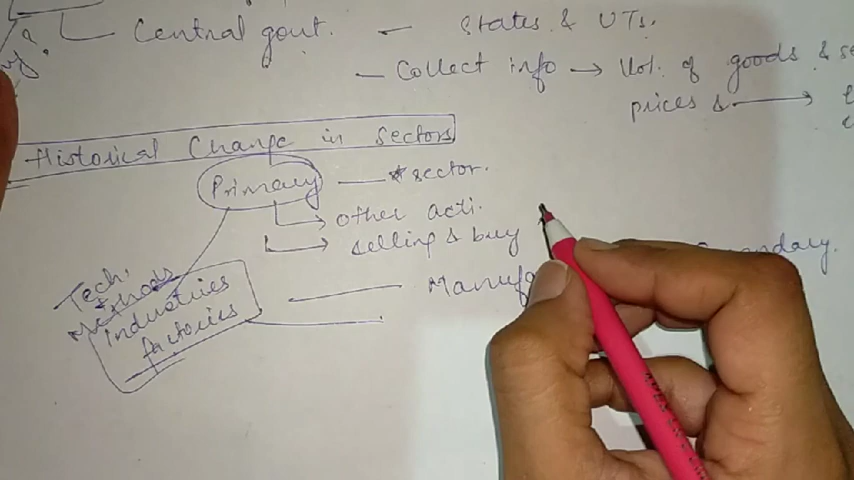 Central govt. — States & UTs.
— Collect info → Vol. of goods &
prices &
Historical Change in Sectors
Primary — * sector.
other acti.
selling & buy
Tech.
Methods
industries
factories